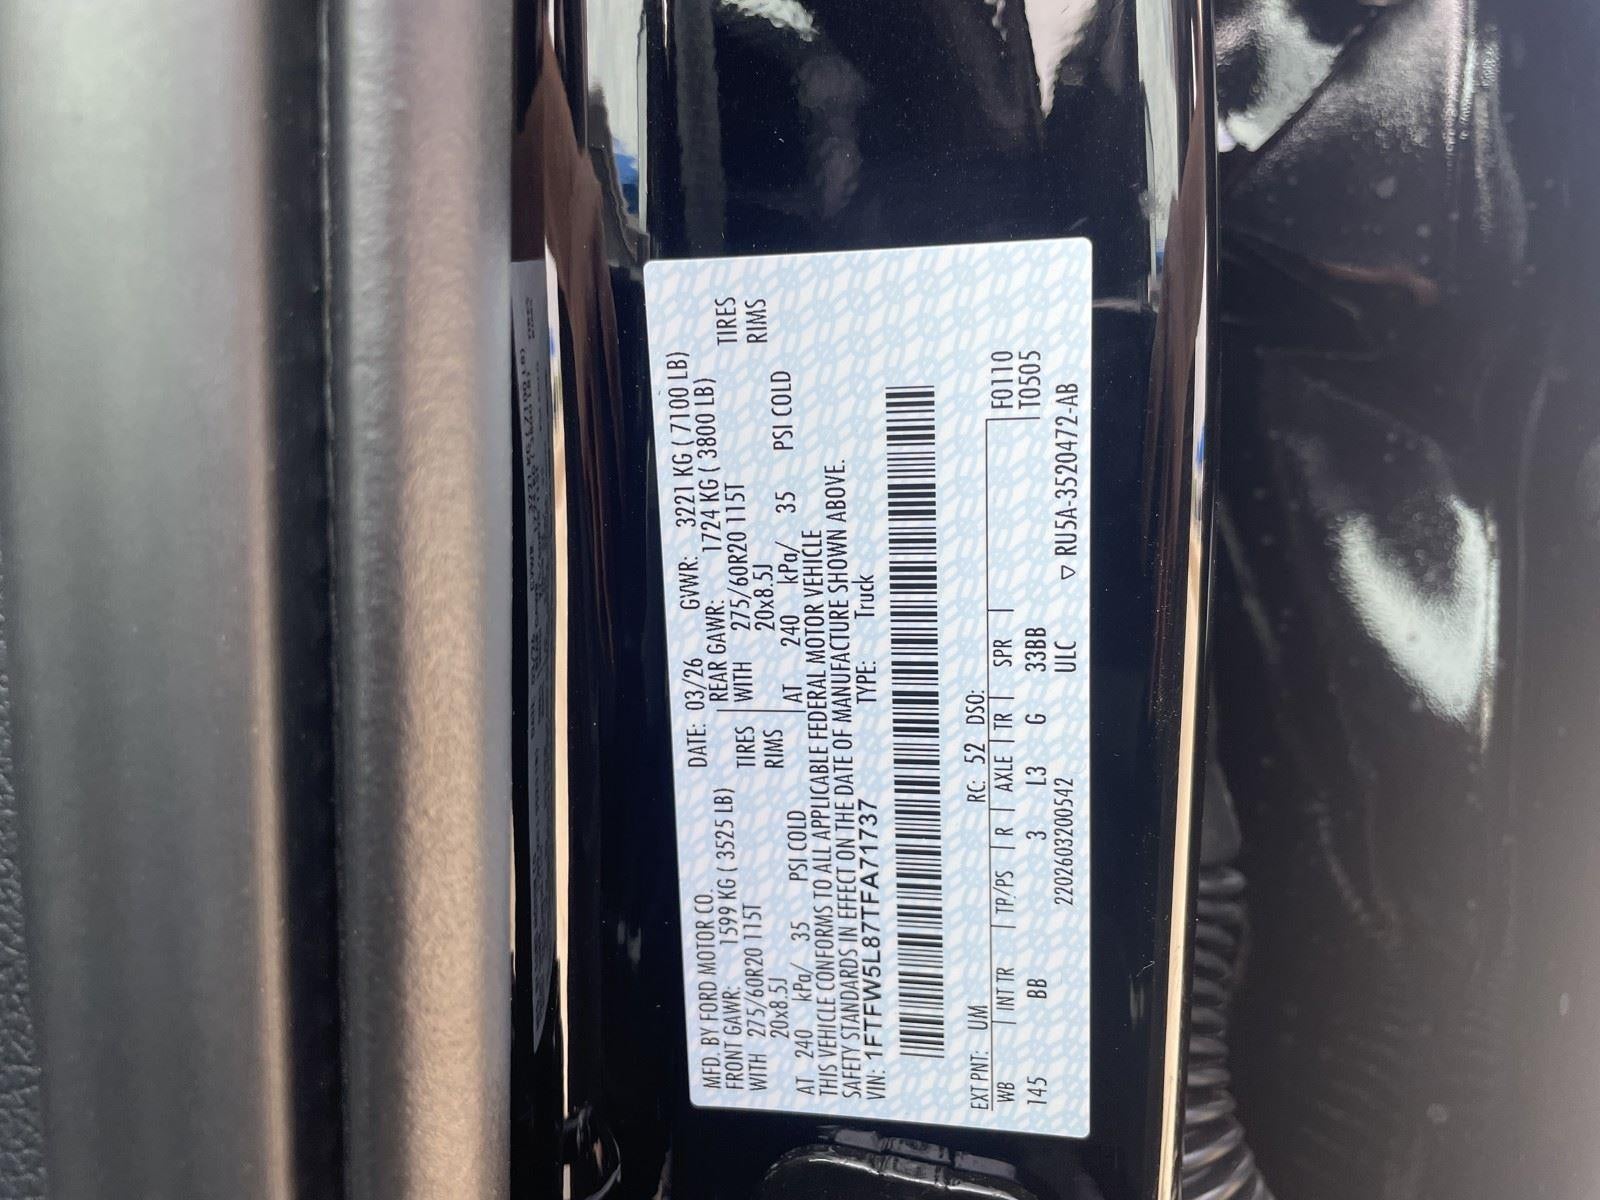 MFD. BY FORD MOTOR CO.
DATE: 03/26 GVWR: 3221 KG ( 7100 LB)
FRONT GAWR: 1599 KG ( 3525 LB) REAR GAWR: 1724 KG ( 3800 LB)
WITH 275/60R20 115T TIRES WITH 275/60R20 115T TIRES
20x8.5J RIMS 20x8.5J RIMS
AT 240 kPa/ 35 PSI COLD AT 240 kPa/ 35 PSI COLD
THIS VEHICLE CONFORMS TO ALL APPLICABLE FEDERAL MOTOR VEHICLE
SAFETY STANDARDS IN EFFECT ON THE DATE OF MANUFACTURE SHOWN ABOVE.
VIN: 1FTFW5L87TFA71737 TYPE: Truck
EXT PNT: UM RC: 52 DSO: F0110
WB INT TR TP/PS R AXLE TR SPR T0505
145 BB 3 L3 G 33BB
220260320054​2 ULC ▽ RU5A-3520472-AB